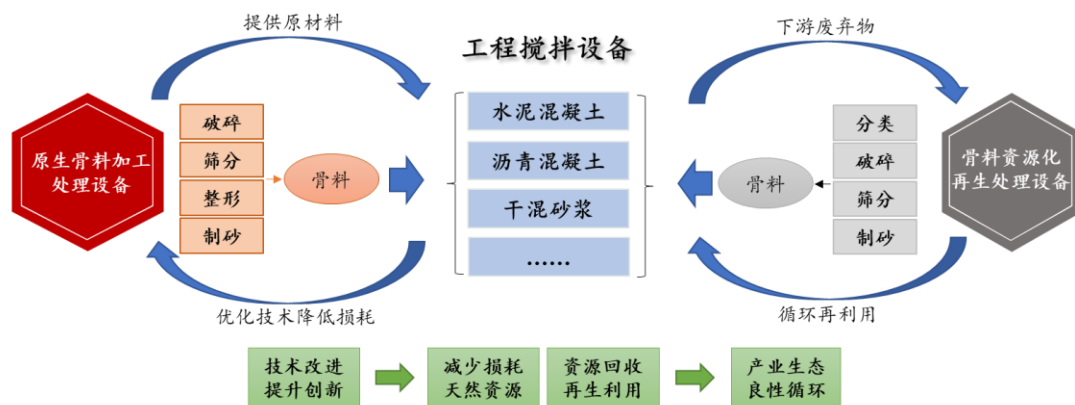 提供原材料
工程搅拌设备
下游废弃物
原生骨料加工
处理设备
破碎
筛分
整形
制砂
骨料
水泥混凝土
沥青混凝土
干混砂浆
……
骨料
分类
破碎
筛分
制砂
骨料资源化
再生处理设备
优化技术降低损耗
循环再利用
技术改进
提升创新
减少损耗
天然资源
资源回收
再生利用
产业生态
良性循环